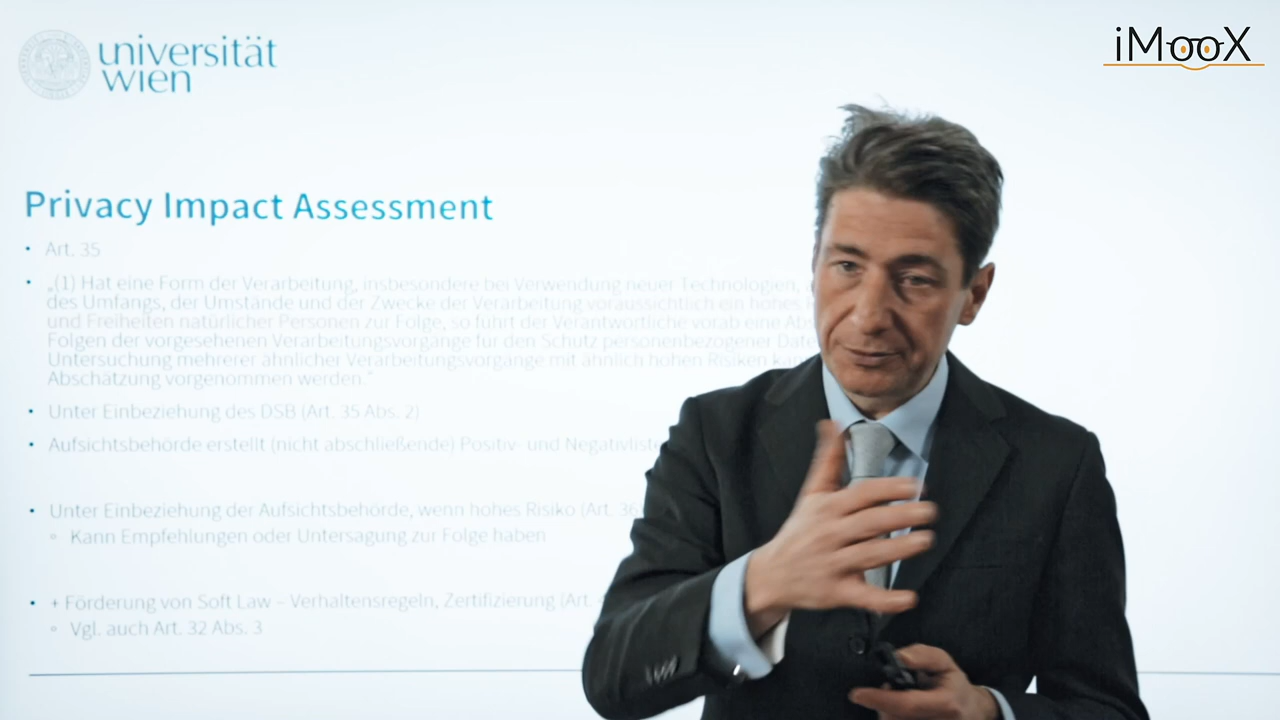 universität
wien
iMooX
Privacy Impact Assessment
• Art. 35
• „(1) Hat eine Form der Verarbeitung, insbesondere bei Verwendung neuer Technologien,
des Umfangs, der Umstände und der Zwecke der Verarbeitung voraussichtlich ein hohes
und Freiheiten natürlicher Personen zur Folge, so führt der Verantwortliche vorab eine
Folgen der vorgesehenen Verarbeitungsvorgänge für den Schutz personenbezogener
Untersuchung mehrerer ähnlicher Verarbeitungsvorgänge mit ähnlich hohen Risiken
Abschätzung vorgenommen werden.“
• Unter Einbeziehung des DSB (Art. 35 Abs. 2)
• Aufsichtsbehörde erstellt (nicht abschließende) Positiv- und Negativliste
• Unter Einbeziehung der Aufsichtsbehörde, wenn hohes Risiko (Art. 36
◦ Kann Empfehlungen oder Untersagung zur Folge haben
• + Förderung von Soft Law – Verhaltensregeln, Zertifizierung (Art.
◦ Vgl. auch Art. 32 Abs. 3